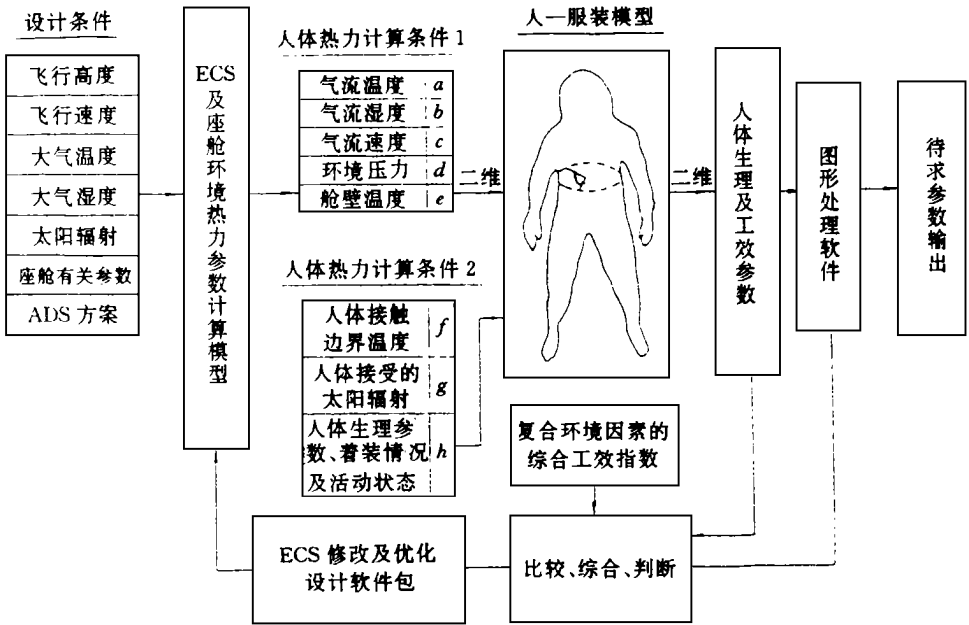 设计条件
飞行高度
飞行速度
大气温度
大气湿度
太阳辐射
座舱有关参数
ADS 方案
ECS
及座舱环境热力参数计算模型
人体热力计算条件 1
气流温度 a
气流湿度 b
气流速度 c
环境压力 d
舱壁温度 e
人体热力计算条件 2
人体接触
边界温度 f
人体接受的
太阳辐射 g
人体生理参
数、着装情况 h
及活动状态
二维
人—服装模型
二维
人体生理及工效参数
图形处理软件
待求参数输出
复合环境因素的
综合工效指数
比较、综合、判断
ECS 修改及优化
设计软件包